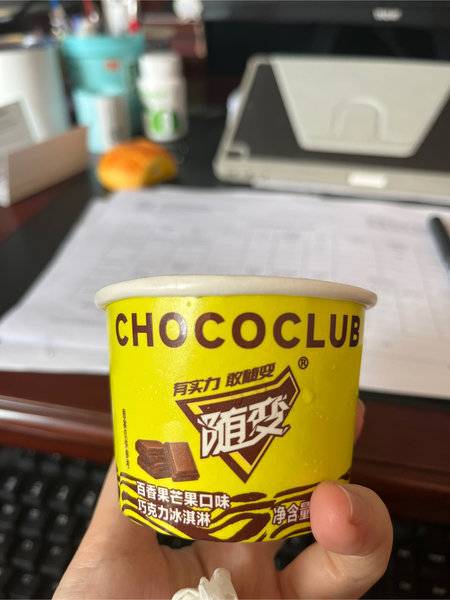 CHOCOCLUB
®
有实力 敢随变
随变
百香果芒果口味
巧克力冰淇淋
净含量